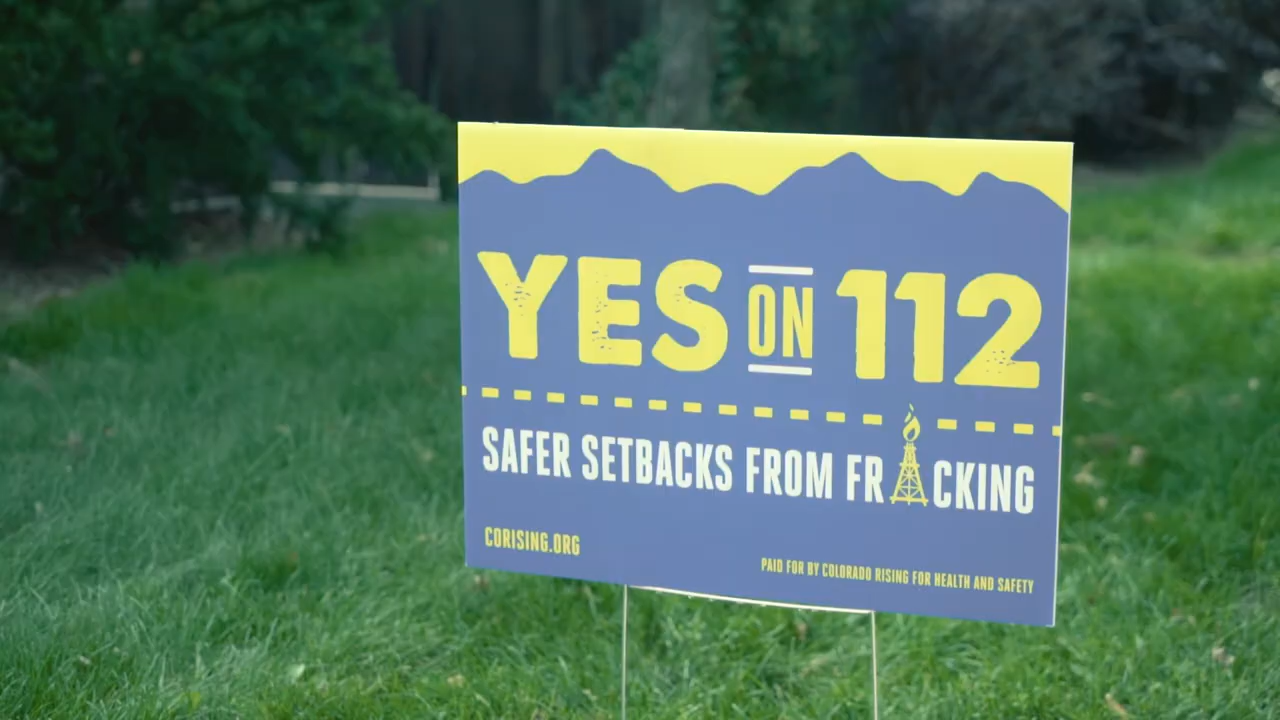 YES ON 112
SAFER SETBACKS FROM FRACKING
CORISING.ORG
PAID FOR BY COLORADO RISING FOR HEALTH AND SAFETY